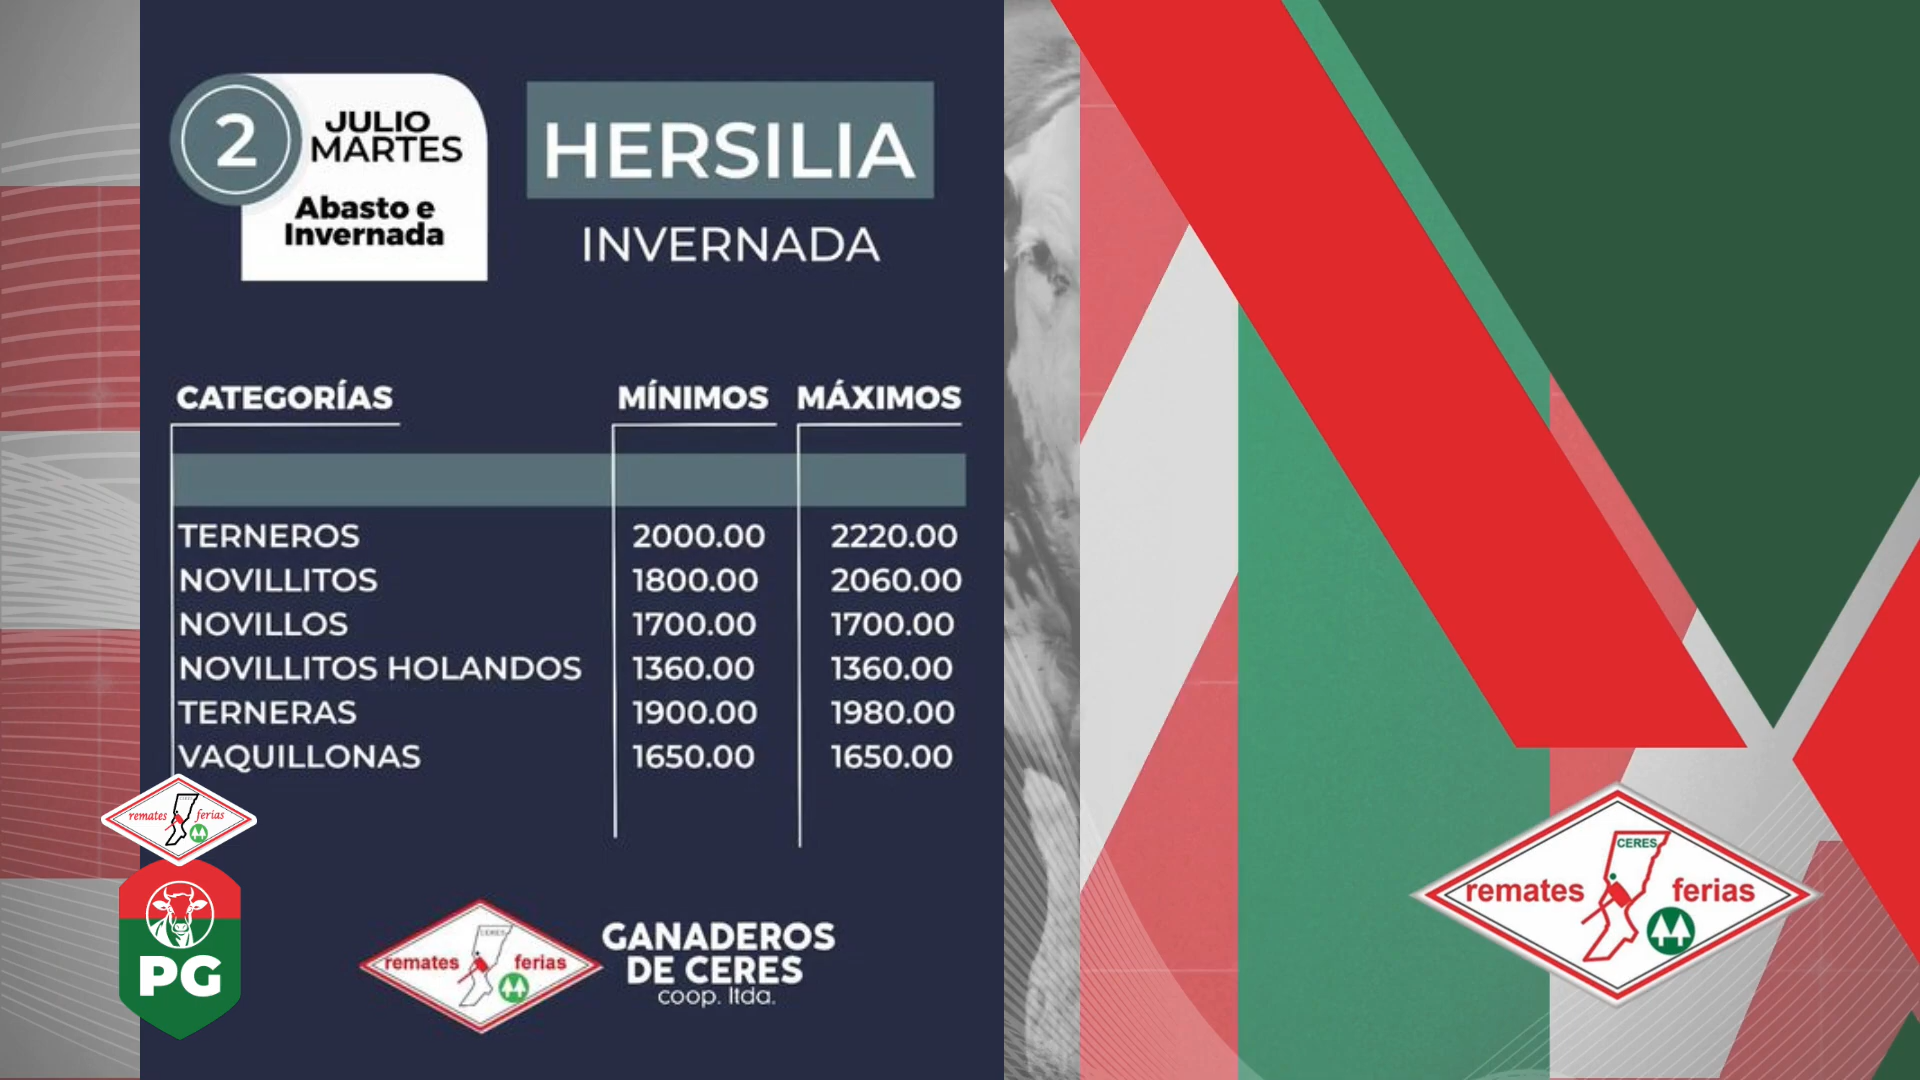 2
JULIO
MARTES
Abasto e
Invernada
HERSILIA
INVERNADA
CATEGORÍAS MÍNIMOS MÁXIMOS
TERNEROS 2000.00 2220.00
NOVILLITOS 1800.00 2060.00
NOVILLOS 1700.00 1700.00
NOVILLITOS HOLANDOS 1360.00 1360.00
TERNERAS 1900.00 1980.00
VAQUILLONAS 1650.00 1650.00
remates ferias
PG
CERES
remates ferias
GANADEROS
DE CERES
coop. ltda.
CERES
remates ferias